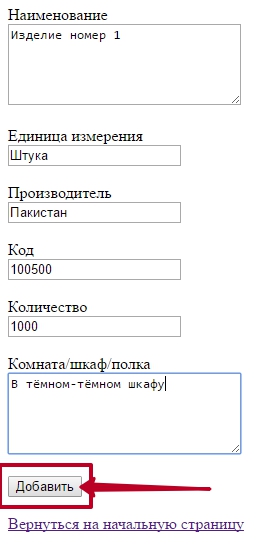 Наименование
Изделие номер 1
Единица измерения
Штука
Производитель
Пакистан
Код
100500
Количество
1000
Комната/шкаф/полка
В тёмном-тёмном шкафу
Добавить
Вернуться на начальную страницу